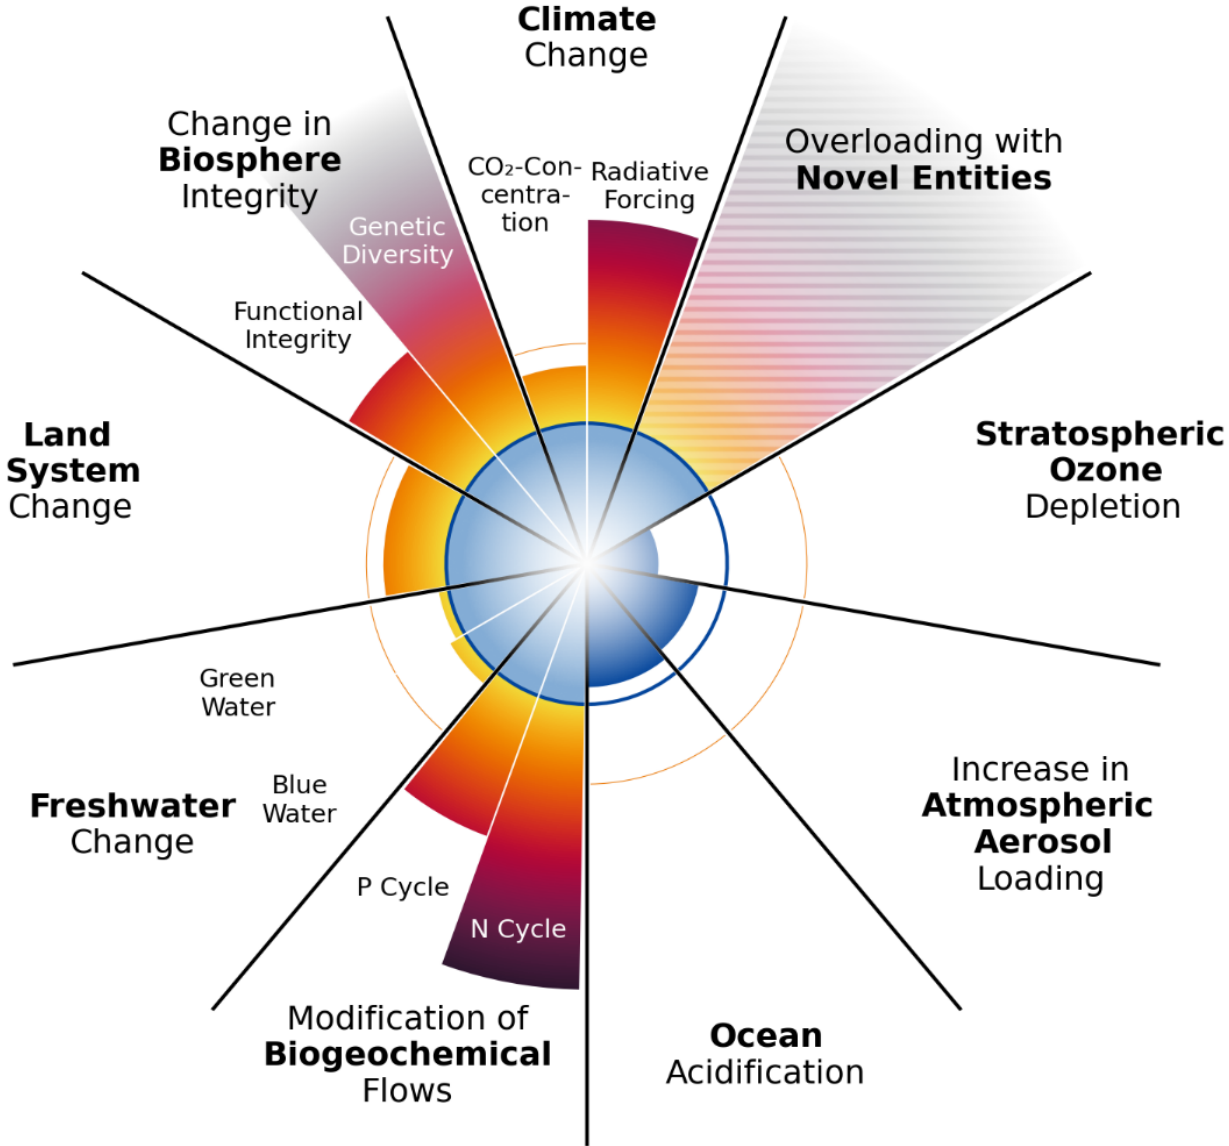 Climate
Change
CO₂-Con-
centra-
tion
Radiative
Forcing
Overloading with
Novel Entities
Stratospheric
Ozone
Depletion
Increase in
Atmospheric
Aerosol
Loading
Ocean
Acidification
Modification of
Biogeochemical
Flows
P Cycle
N Cycle
Freshwater
Change
Blue
Water
Green
Water
Land
System
Change
Change in
Biosphere
Integrity
Functional
Integrity
Genetic
Diversity